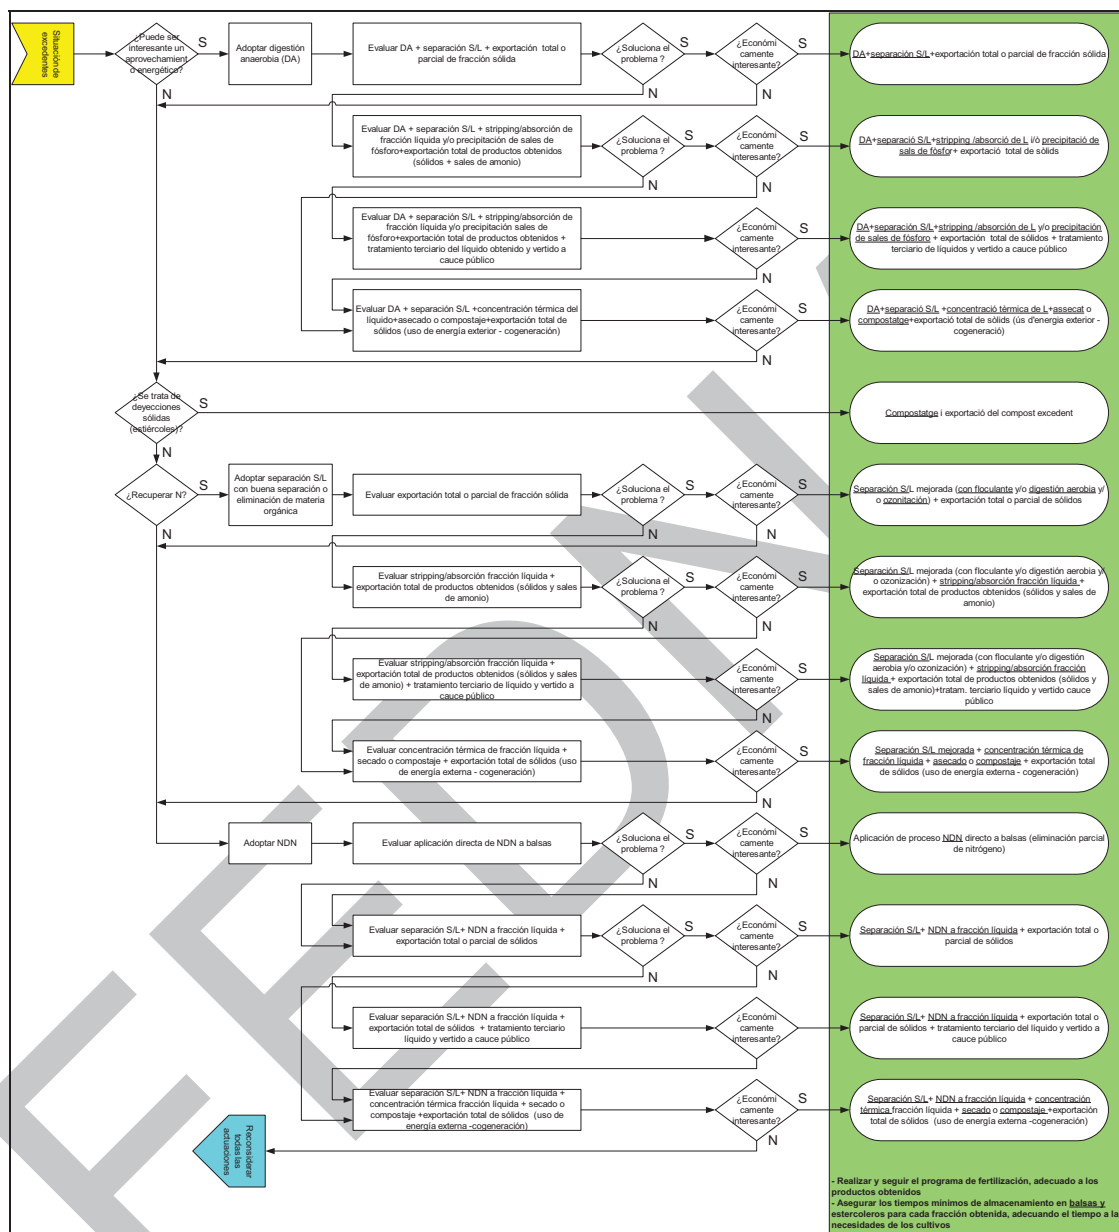 Situación de
excedentes
¿Puede ser
interesante un
aprovechamient
o energético?
S
N
Adoptar digestión
anaerobia (DA)
Evaluar DA + separación S/L + exportación total o
parcial de fracción sólida
¿Soluciona el
problema ?
S
N
¿Económi
camente
interesante?
S
N
DA+separación S/L+exportación total o parcial de fracción sólida
Evaluar DA + separación S/L + stripping/absorción de
fracción líquida y/o precipitación de sales de
fósforo+exportación total de productos obtenidos
(sólidos + sales de amonio)
¿Soluciona el
problema ?
S
N
¿Económi
camente
interesante?
S
N
DA+separació S/L+stripping /absorció de L i/ò precipitació de
sals de fósfor+ exportació total de sòlids
Evaluar DA + separación S/L + stripping/absorción de
fracción líquida y/o precipitación sales de
fósforo+exportación total de productos obtenidos +
tratamiento terciario del líquido obtenido y vertido a
cauce público
¿Económi
camente
interesante?
S
N
DA+separación S/L+stripping /absorción de L y/o precipitación
de sales de fósforo + exportación total de sólidos + tratamiento
terciario de líquidos y vertido a cauce público
Evaluar DA + separación S/L +concentración térmica del
líquido+asecado o compostaje+exportación total de
sólidos (uso de energía exterior - cogeneración)
¿Económi
camente
interesante?
S
N
DA+separació S/L +concentració tèrmica de L+assecat o
compostatge+exportació total de sòlids (ús d'energia exterior -
cogeneració)
¿Se trata de
deyecciones
sólidas
(estiércoles)?
S
N
Compostatge i exportació del compost excedent
¿Recuperar N?
S
N
Adoptar separación S/L
con buena separación o
eliminación de materia
orgánica
Evaluar exportación total o parcial de fracción sólida
¿Soluciona el
problema ?
S
N
¿Económi
camente
interesante?
S
N
Separación S/L mejorada (con floculante y/o digestión aerobia y/
o ozonitación) + exportación total o parcial de sólidos
Evaluar stripping/absorción fracción líquida +
exportación total de productos obtenidos (sólidos y sales
de amonio)
¿Soluciona el
problema ?
S
N
¿Económi
camente
interesante?
S
N
Separación S/L mejorada (con floculante y/o digestión aerobia y/
o ozonización) + stripping/absorción fracción líquida +
exportación total de productos obtenidos (sólidos y sales de
amonio)
Evaluar stripping/absorción fracción líquida +
exportación total de productos obtenidos (sólidos y sales
de amonio) + tratamiento terciario de líquido y vertido a
cauce público
¿Económi
camente
interesante?
S
N
Separación S/L mejorada (con floculante y/o digestión
aerobia y/o ozonización) + stripping/absorción fracción
líquida + exportación total de productos obtenidos (sólidos y
sales de amonio)+tratam. terciario líquido y vertido cauce
público
Evaluar concentración térmica de fracción líquida +
secado o compostaje + exportación total de sólidos (uso
de energía externa - cogeneración)
¿Económi
camente
interesante?
S
N
Separación S/L mejorada + concentración térmica de
fracción líquida + asecado o compostaje + exportación total
de sólidos (uso de energía externa - cogeneración)
Adoptar NDN
Evaluar aplicación directa de NDN a balsas
¿Soluciona el
problema ?
S
N
¿Económi
camente
interesante?
S
N
Aplicación de proceso NDN directo a balsas (eliminación parcial
de nitrógeno)
Evaluar separación S/L+ NDN a fracción líquida +
exportación total o parcial de sólidos
¿Soluciona el
problema ?
S
N
¿Económi
camente
interesante?
S
N
Separación S/L+ NDN a fracción líquida + exportación total o
parcial de sólidos
Evaluar separación S/L+ NDN a fracción líquida +
exportación total de sólidos + tratamiento terciario
líquido y vertido a cauce público
¿Económi
camente
interesante?
S
N
Separación S/L+ NDN a fracción líquida + exportación total o
parcial de sólidos + tratamiento terciario del líquido y vertido a
cauce público
Evaluar separación S/L+ NDN a fracción líquida +
concentración térmica fracción líquida + secado o
compostaje +exportación total de sólidos (uso de
energía externa -cogeneración)
¿Económi
camente
interesante?
S
N
Separación S/L+ NDN a fracción líquida + concentración
térmica fracción líquida + secado o compostaje +exportación
total de sólidos (uso de energía externa -cogeneración)
Reconsiderar
todas las
actuaciones
- Realizar y seguir el programa de fertilización, adecuado a los
productos obtenidos
- Asegurar los tiempos mínimos de almacenamiento en balsas y
estercoleros para cada fracción obtenida, adecuando el tiempo a la
necesidades de los cultivos
FEDNA